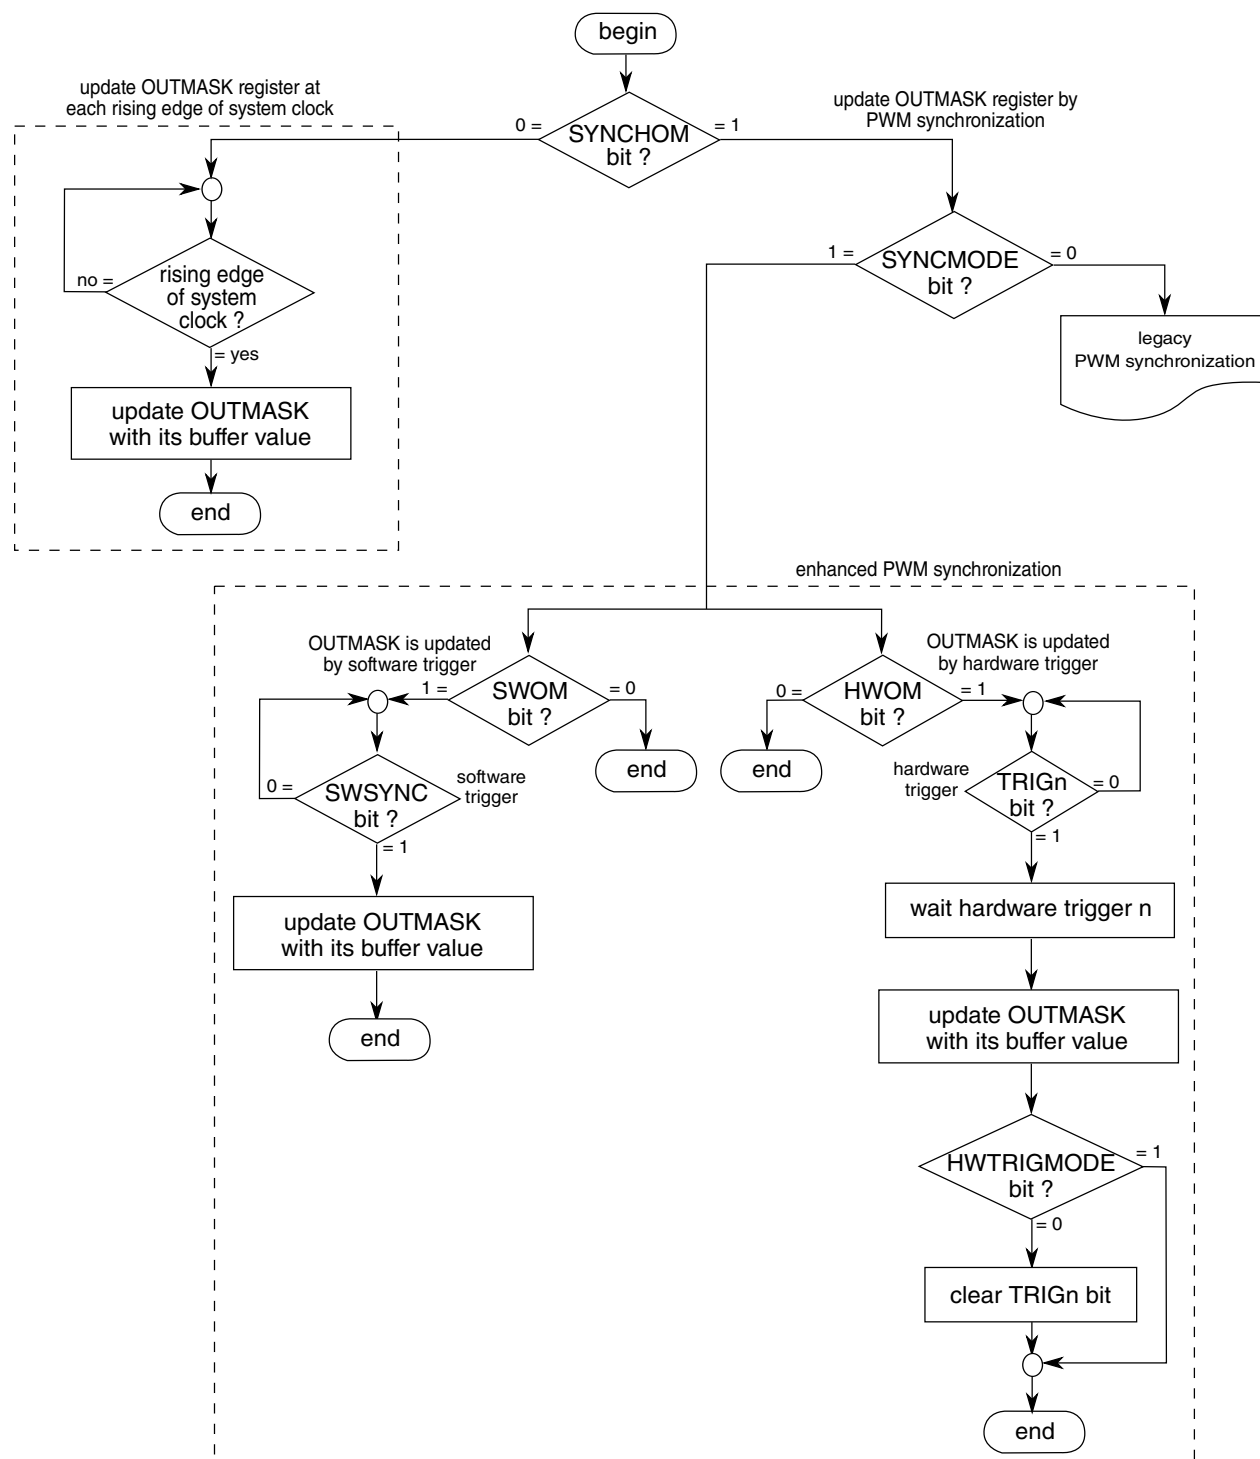 begin
update OUTMASK register at
each rising edge of system clock
update OUTMASK register by
PWM synchronization
0 =
SYNCHOM
bit ?
= 1
1 =
SYNCMODE
bit ?
= 0
no =
rising edge
of system
clock ?
= yes
legacy
PWM synchronization
update OUTMASK
with its buffer value
end
enhanced PWM synchronization
OUTMASK is updated
by software trigger
1 =
SWOM
bit ?
= 0
end
OUTMASK is updated
by hardware trigger
0 =
HWOM
bit ?
= 1
end
0 =
SWSYNC
bit ?
software
trigger
= 1
hardware
trigger
TRIGn
bit ?
= 0
= 1
update OUTMASK
with its buffer value
end
wait hardware trigger n
update OUTMASK
with its buffer value
HWTRIGMODE
bit ?
= 1
= 0
clear TRIGn bit
end